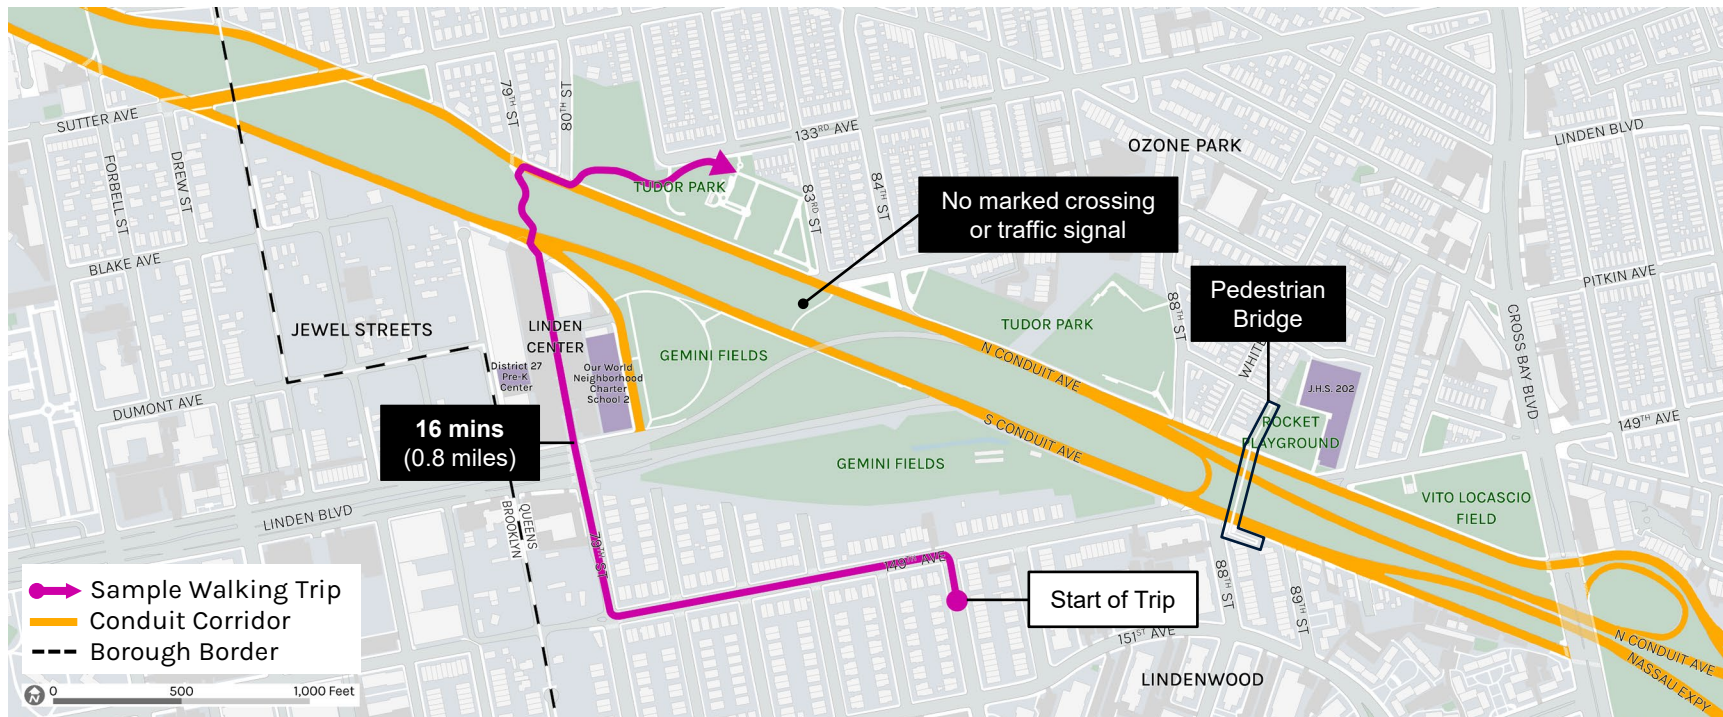 SUTTER AVE
FORBELL ST
DREW ST
BLAKE AVE
DUMONT AVE
JEWEL STREETS
79TH ST
80TH ST
133RD AVE
TUDOR PARK
83RD ST
84TH ST
OZONE PARK
LINDEN BLVD
No marked crossing
or traffic signal
PITKIN AVE
Pedestrian
Bridge
88TH ST
CROSS BAY BLVD
LINDEN
CENTER
District 27
Pre-K
Center
Our World
Neighborhood
Charter
School 2
GEMINI FIELDS
TUDOR PARK
N CONDUIT AVE
S CONDUIT AVE
J.H.S. 202
ROCKET
PLAYGROUND
149TH AVE
16 mins
(0.8 miles)
GEMINI FIELDS
VITO LOCASCIO
FIELD
LINDEN BLVD
QUEENS
BROOKLYN
79TH ST
149TH AVE
Start of Trip
88TH ST
89TH ST
151ST AVE
LINDENWOOD
N CONDUIT AVE
NASSAU EXPY
Sample Walking Trip
Conduit Corridor
Borough Border
N
0 500 1,000 Feet